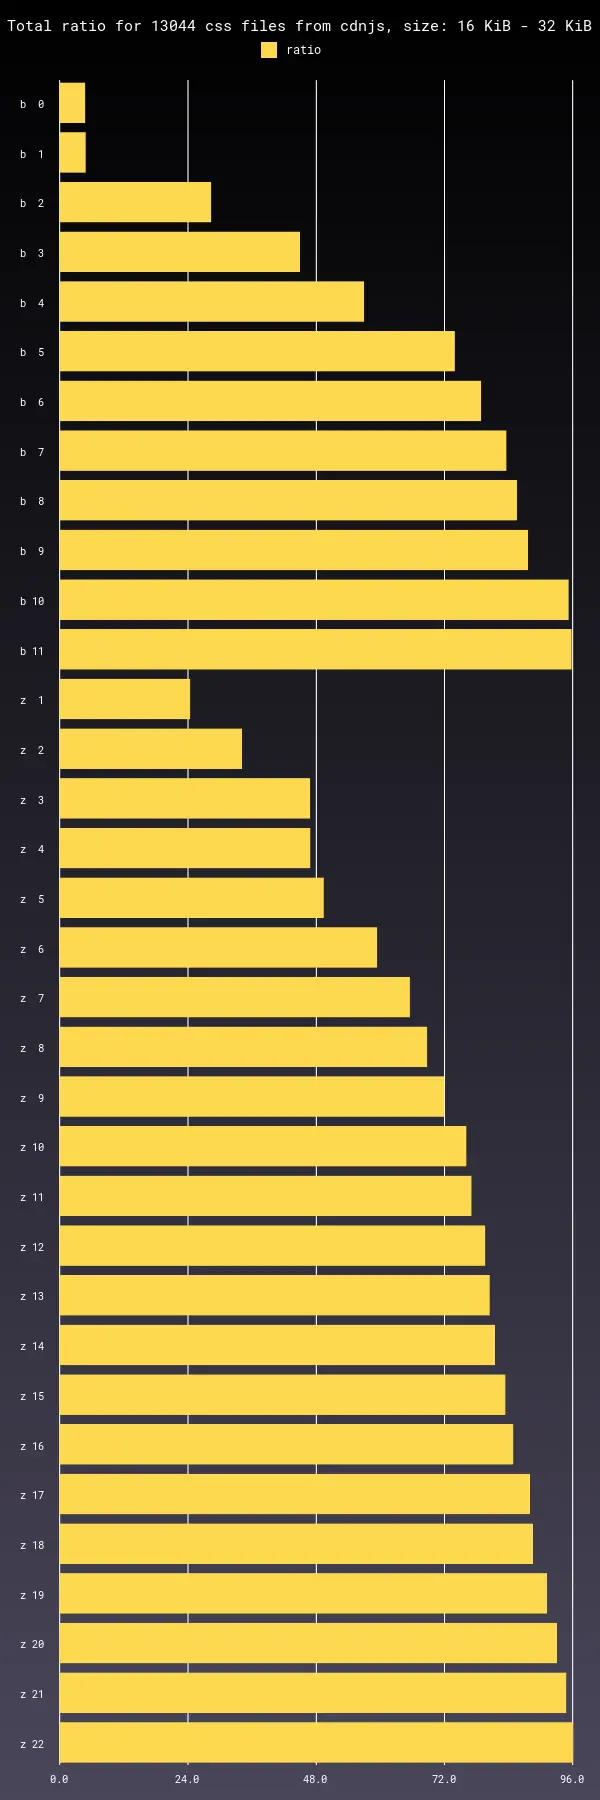 Total ratio for 13044 css files from cdnjs, size: 16 KiB - 32 KiB
ratio
b 0
b 1
b 2
b 3
b 4
b 5
b 6
b 7
b 8
b 9
b 10
b 11
z 1
z 2
z 3
z 4
z 5
z 6
z 7
z 8
z 9
z 10
z 11
z 12
z 13
z 14
z 15
z 16
z 17
z 18
z 19
z 20
z 21
z 22
0.0 24.0 48.0 72.0 96.0